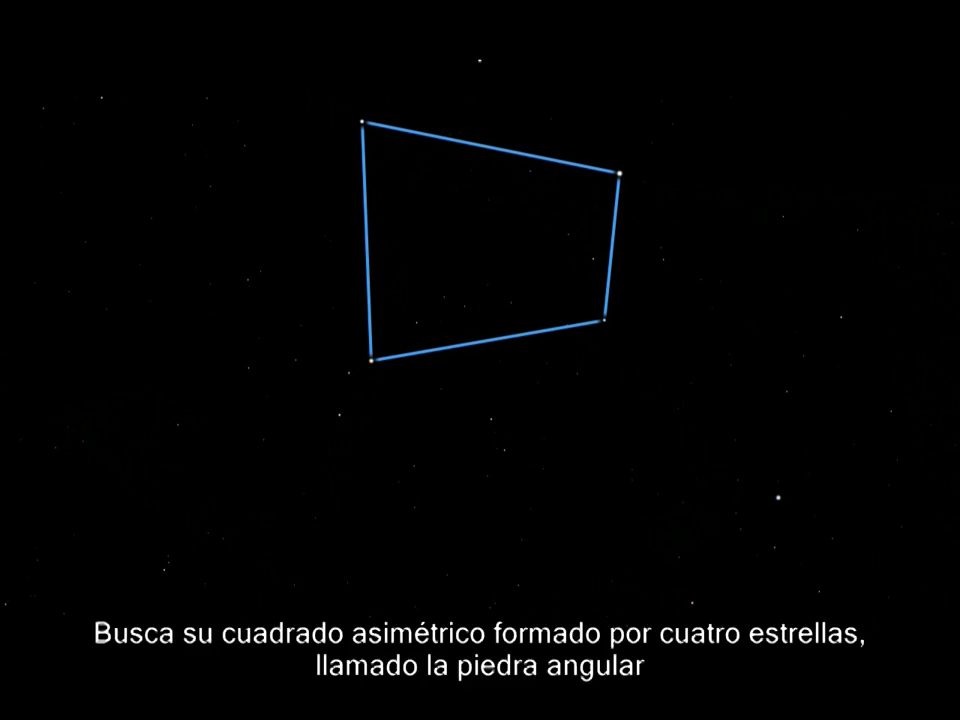 Busca su cuadrado asimétrico formado por cuatro estrellas,
llamado la piedra angular